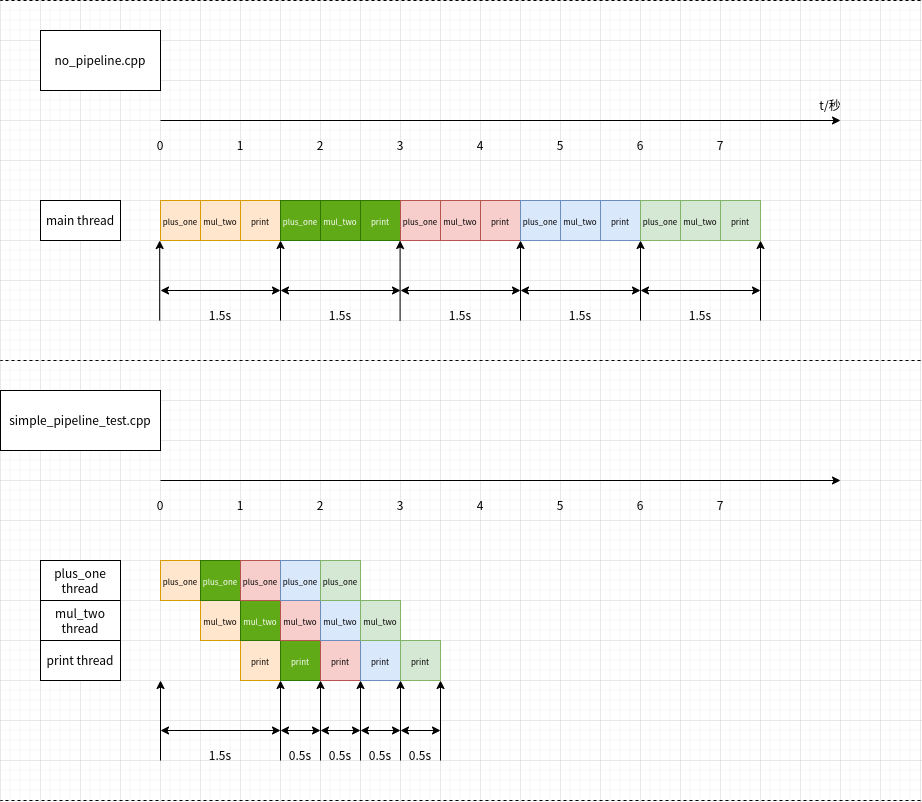 no_pipeline.cpp
t/秒
0 1 2 3 4 5 6 7
main thread
plus_one mul_two print plus_one mul_two print plus_one mul_two print plus_one mul_two print plus_one mul_two print
1.5s 1.5s 1.5s 1.5s 1.5s
simple_pipeline_test.cpp
0 1 2 3 4 5 6 7
plus_one
thread
plus_one plus_one plus_one plus_one plus_one
mul_two
thread
mul_two mul_two mul_two mul_two mul_two
print thread
print print print print print
1.5s 0.5s 0.5s 0.5s 0.5s